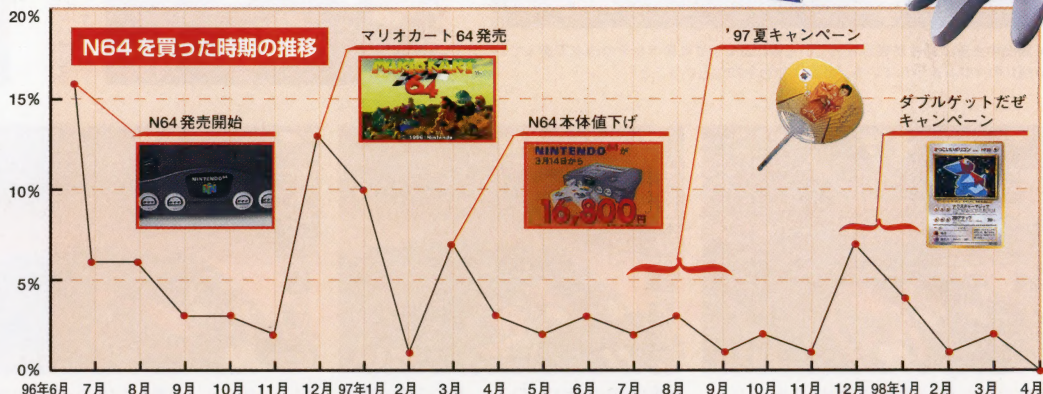 20%
15%
10%
5%
0%
N64を買った時期の推移
N64発売開始
NINTENDO 64
マリオカート64発売
MARIO KART
64
1996 Nintendo
N64本体値下げ
NINTENDO64が
3月14日から
16,800円
'97夏キャンペーン
ダブルゲットだぜ
キャンペーン
96年6月 7月 8月 9月 10月 11月 12月 97年1月 2月 3月 4月 5月 6月 7月 8月 9月 10月 11月 12月 98年1月 2月 3月 4月